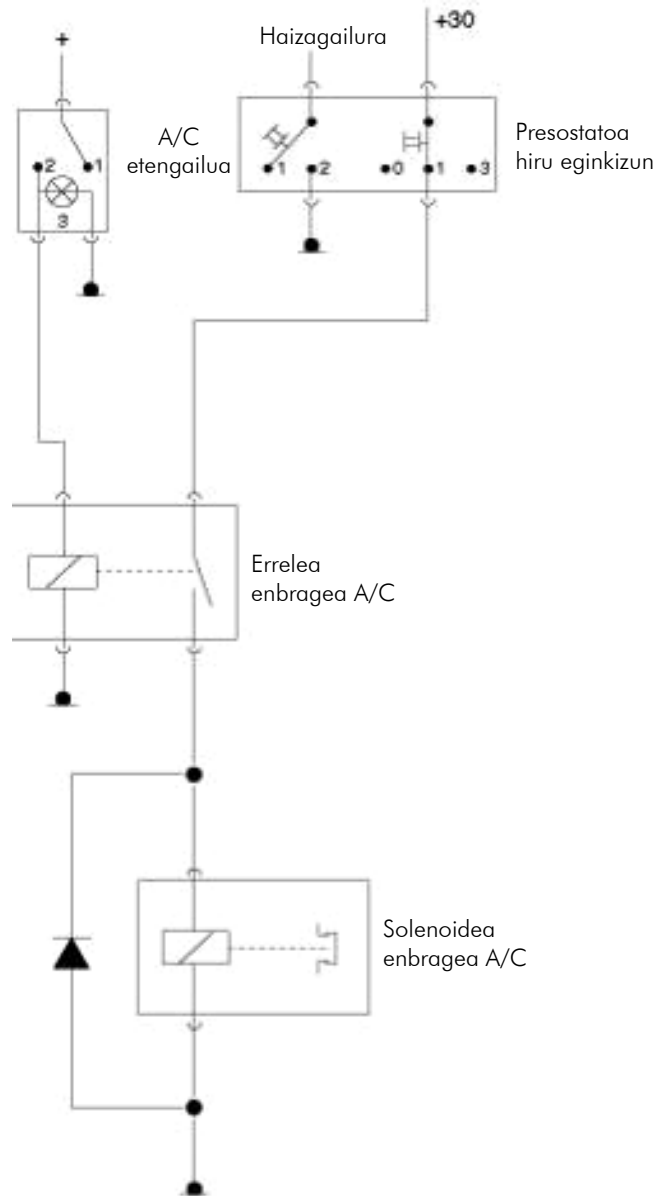 +
Haizagailura
+30
A/C
etengailua
Presostatoa
hiru eginkizun
2 1
3
1 2 0 1 3
Errelea
enbragea A/C
Solenoidea
enbragea A/C